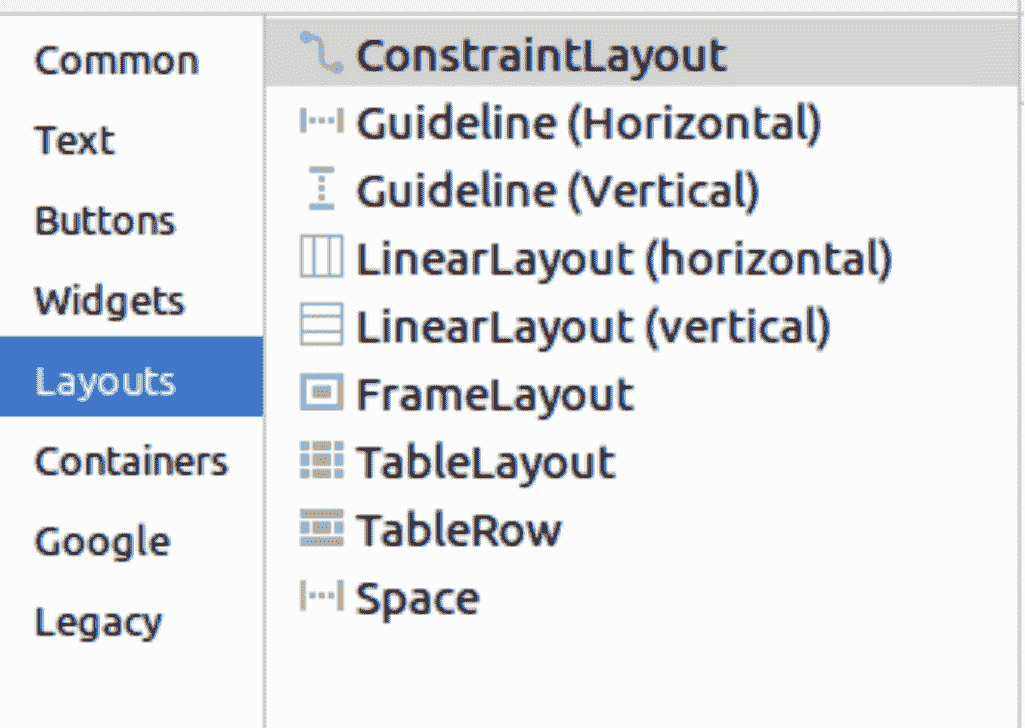 Common
Text
Buttons
Widgets
Layouts
Containers
Google
Legacy
ConstraintLayout
Guideline (Horizontal)
Guideline (Vertical)
LinearLayout (horizontal)
LinearLayout (vertical)
FrameLayout
TableLayout
TableRow
Space